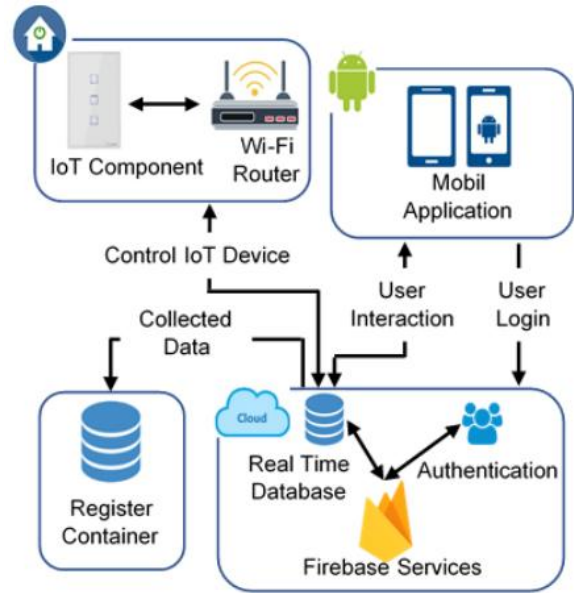 IoT Component
Wi-Fi
Router
Mobil
Application
Control IoT Device
User
Interaction
User
Login
Collected
Data
Cloud
Register
Container
Real Time
Database
Authentication
Firebase Services